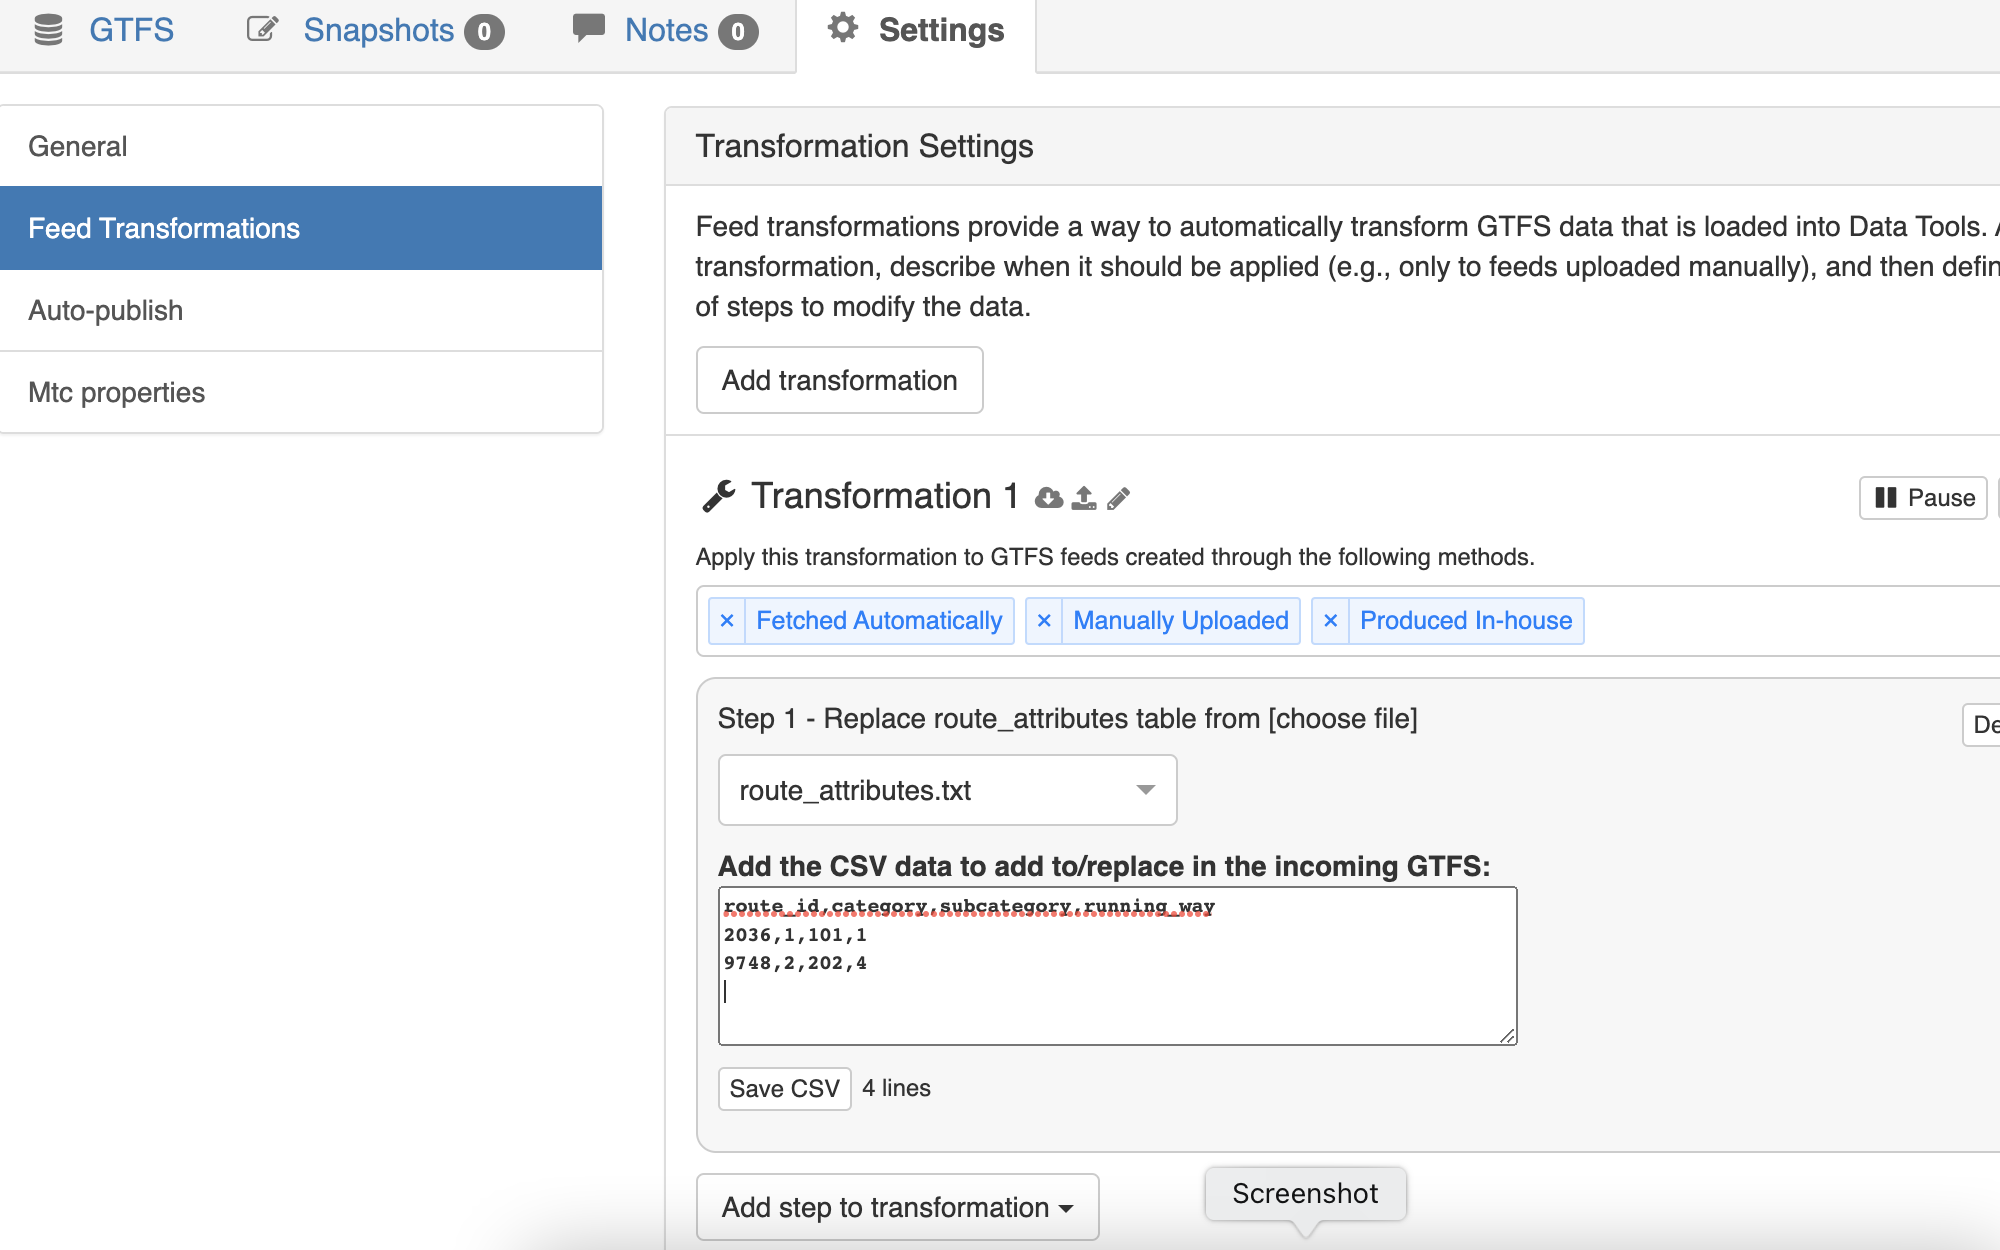 GTFS Snapshots 0 Notes 0 Settings
General
Feed Transformations
Auto-publish
Mtc properties
Transformation Settings
Feed transformations provide a way to automatically transform GTFS data that is loaded into Data Tools.
transformation, describe when it should be applied (e.g., only to feeds uploaded manually), and then defin
of steps to modify the data.
Add transformation
Transformation 1
Pause
Apply this transformation to GTFS feeds created through the following methods.
× Fetched Automatically × Manually Uploaded × Produced In-house
Step 1 - Replace route_attributes table from [choose file]
De
route_attributes.txt
Add the CSV data to add to/replace in the incoming GTFS:
route_id,category,subcategory,running_way
2036,1,101,1
9748,2,202,4
Save CSV 4 lines
Add step to transformation
Screenshot